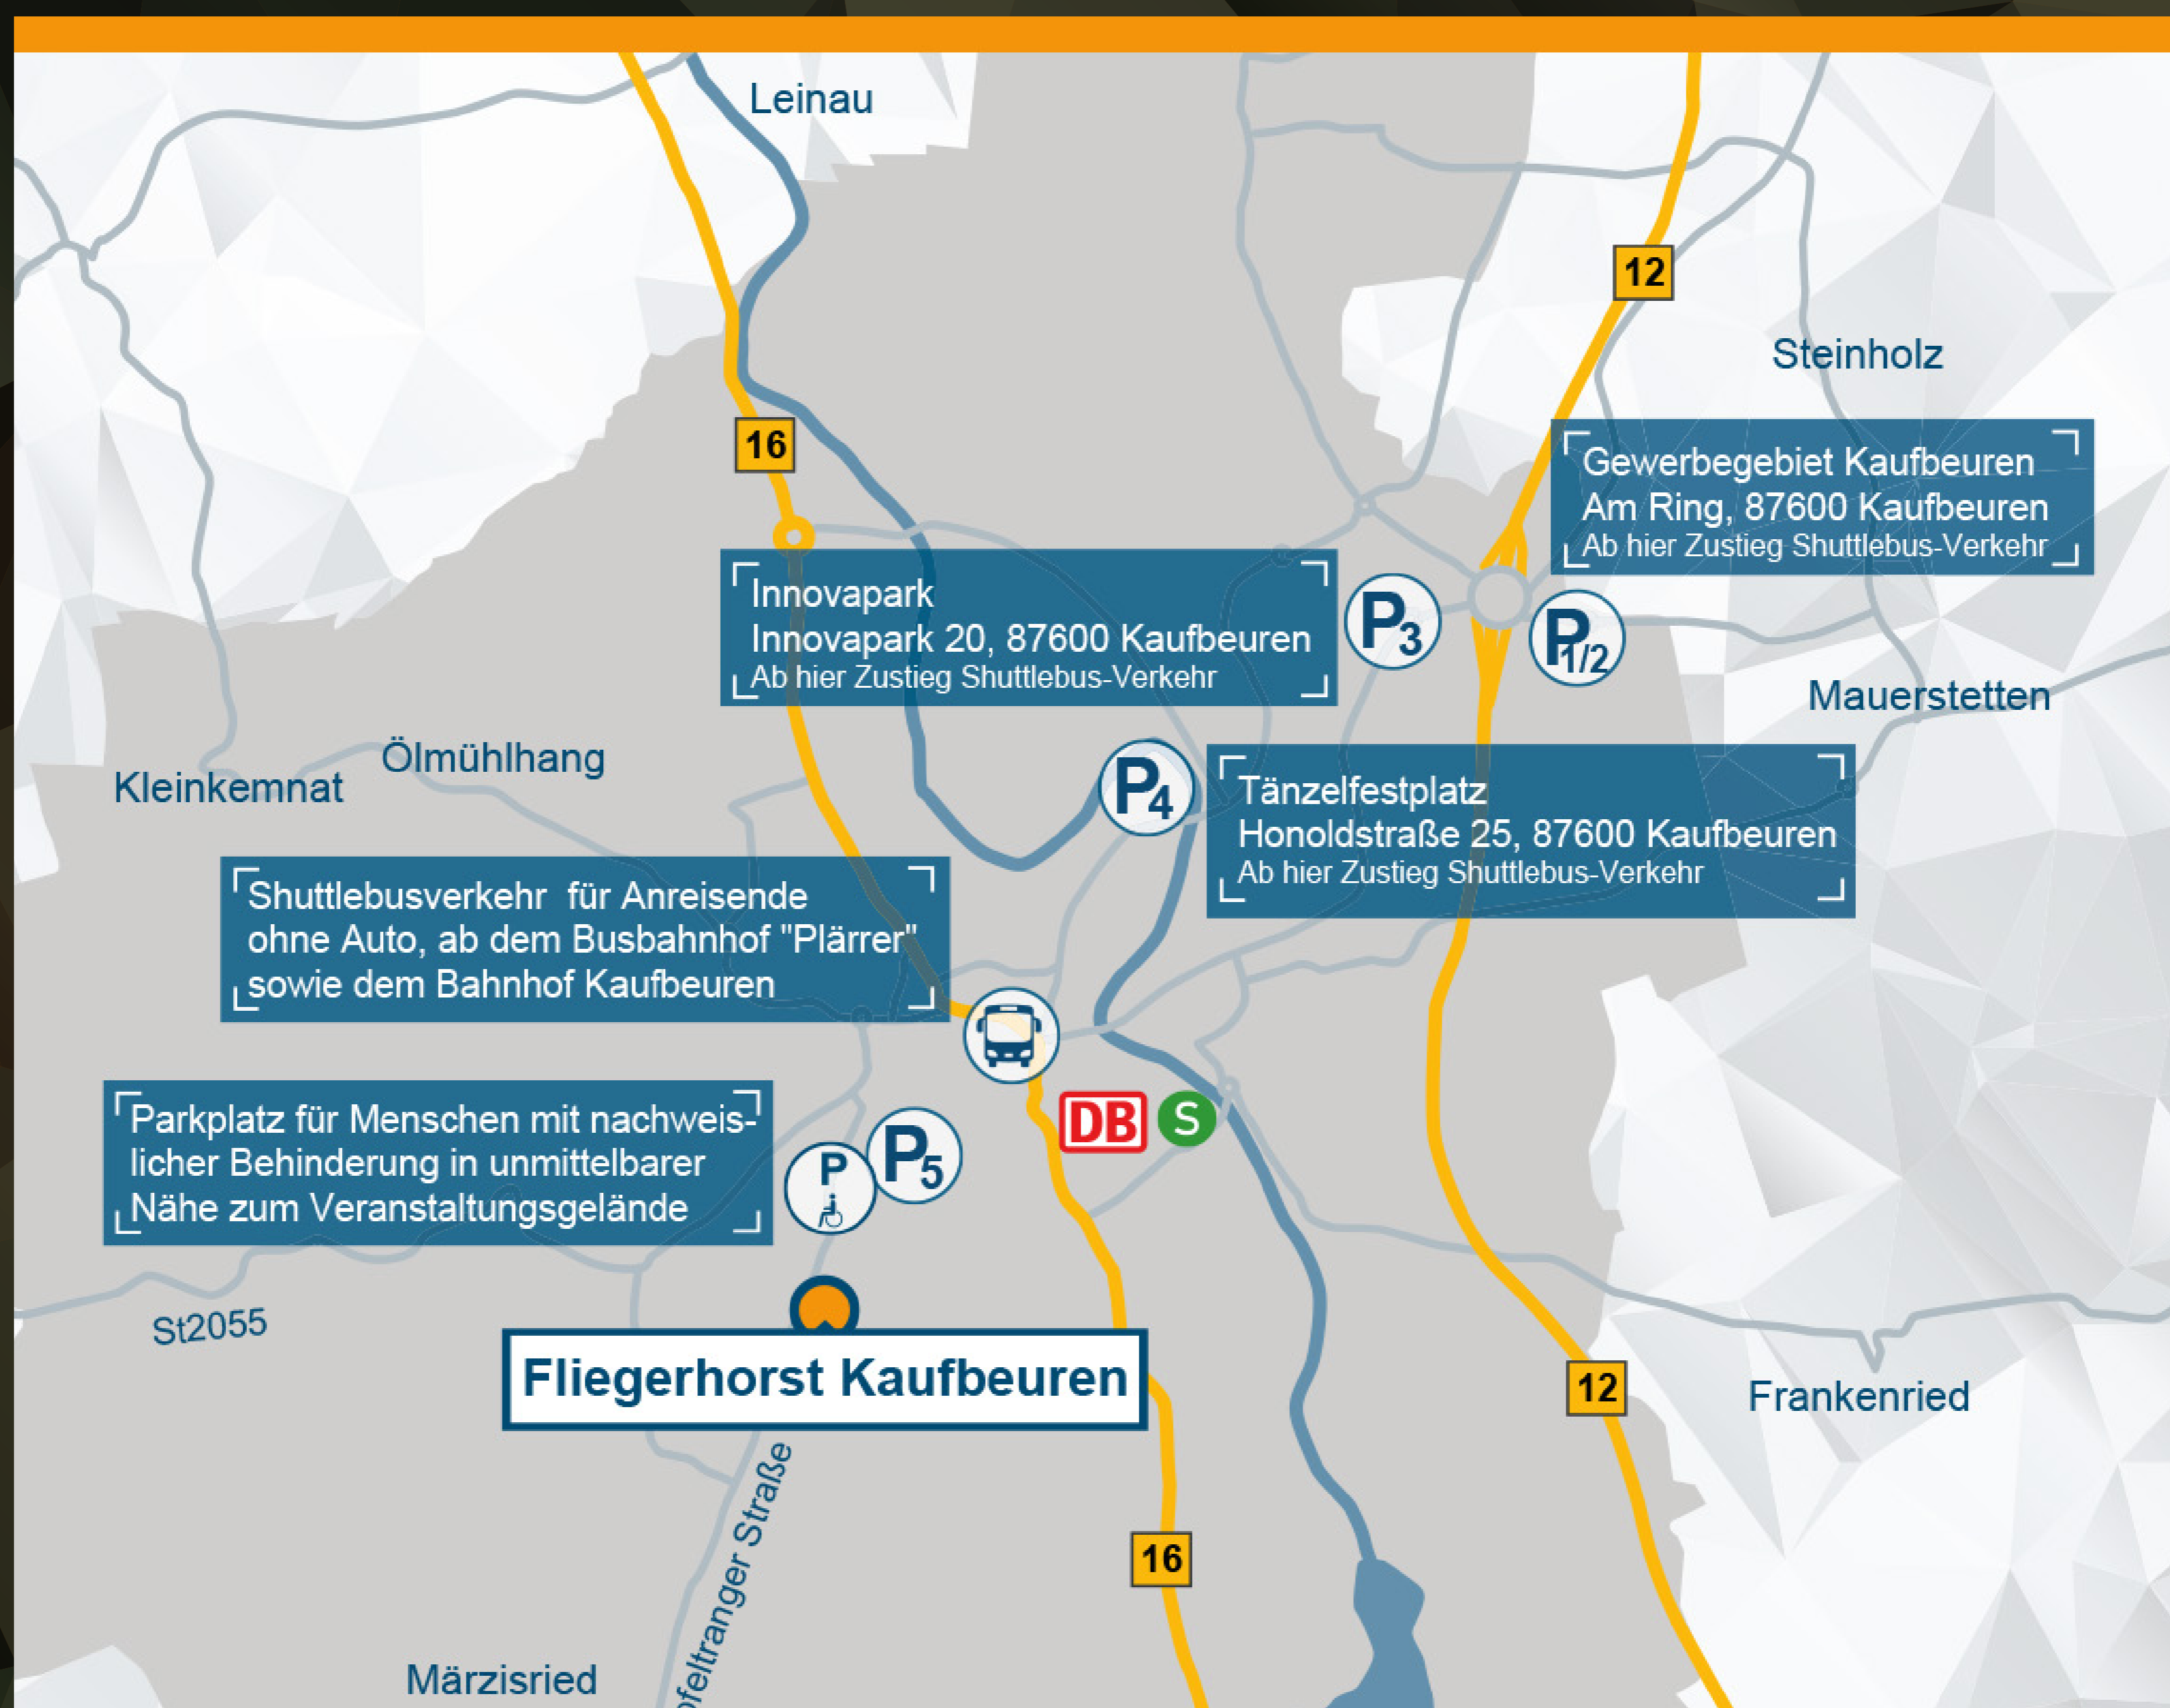 Leinau
12
Steinholz
16
Gewerbegebiet Kaufbeuren
Am Ring, 87600 Kaufbeuren
Ab hier Zustieg Shuttlebus-Verkehr
Innovapark
Innovapark 20, 87600 Kaufbeuren
Ab hier Zustieg Shuttlebus-Verkehr
P3
P1/2
Mauerstetten
Ölmühlhang
Kleinkemnat
P4
Tänzelfestplatz
Honoldstraße 25, 87600 Kaufbeuren
Ab hier Zustieg Shuttlebus-Verkehr
Shuttlebusverkehr für Anreisende
ohne Auto, ab dem Busbahnhof "Plärrer"
sowie dem Bahnhof Kaufbeuren
Parkplatz für Menschen mit nachweis-
licher Behinderung in unmittelbarer
Nähe zum Veranstaltungsgelände
P
P5
DB
S
St2055
Fliegerhorst Kaufbeuren
12
Frankenried
pfeltranger Straße
16
Märzisried